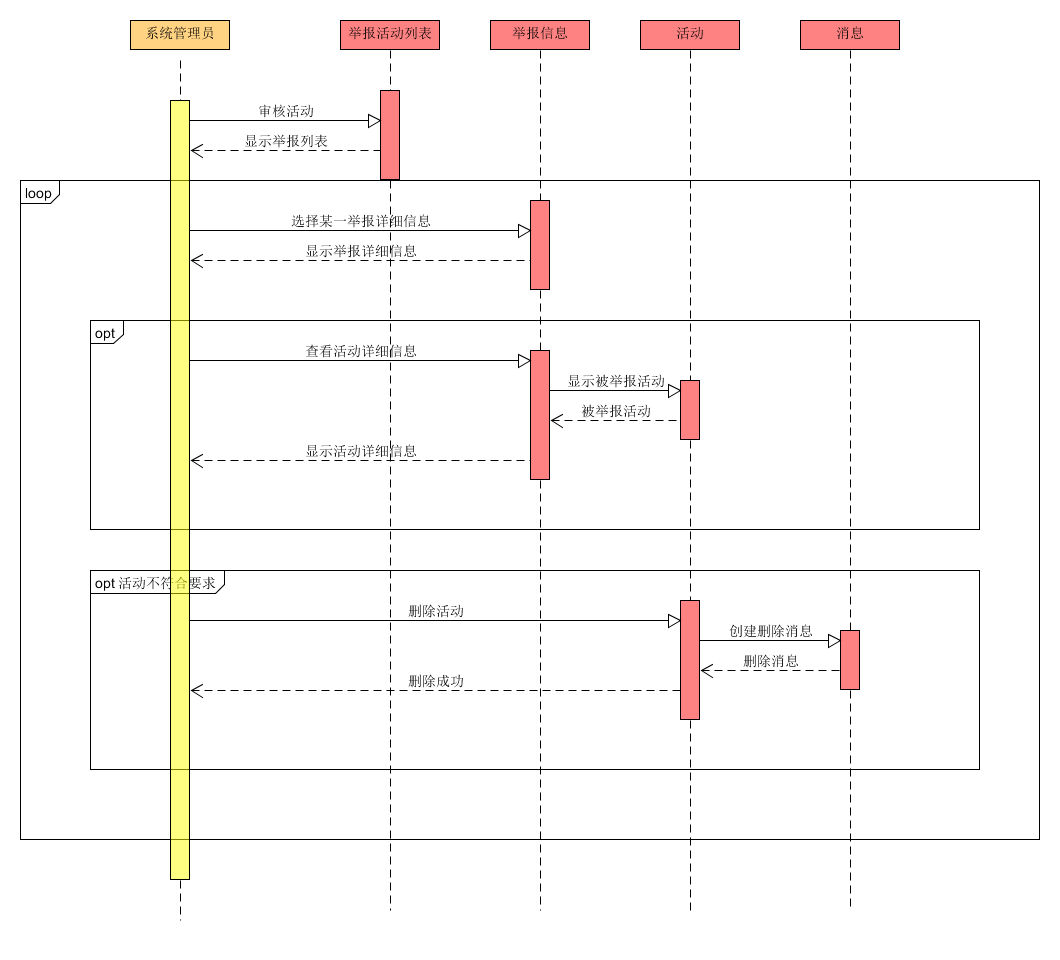 系统管理员
举报活动列表
举报信息
活动
消息
审核活动
显示举报列表
loop
选择某一举报详细信息
显示举报详细信息
opt
查看活动详细信息
显示被举报活动
被举报活动
显示活动详细信息
opt 活动不符合要求
删除活动
创建删除消息
删除消息
删除成功